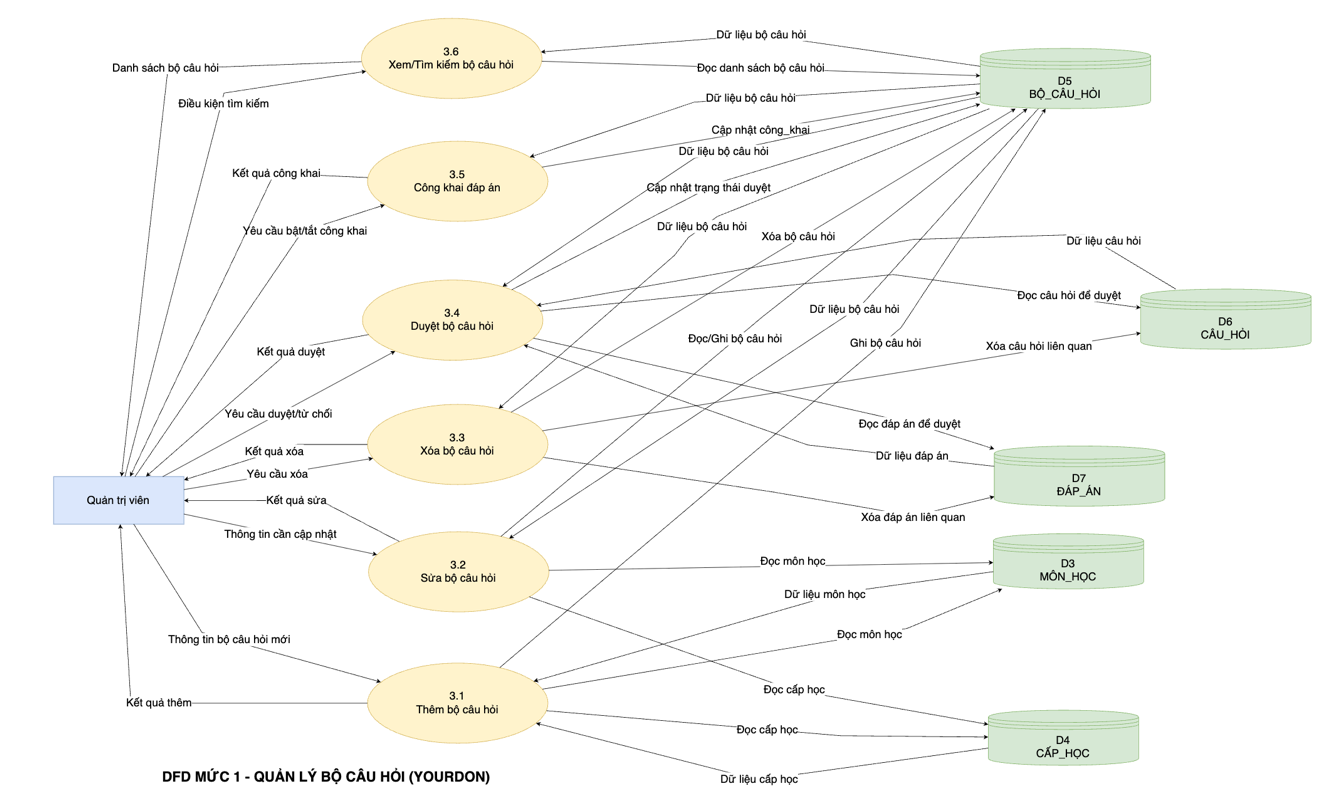 3.6
Xem/Tìm kiếm bộ câu hỏi
Dữ liệu bộ câu hỏi
Đọc danh sách bộ câu hỏi
D5
BỘ_CÂU_HỎI
Danh sách bộ câu hỏi
Điều kiện tìm kiếm
Dữ liệu bộ câu hỏi
Cập nhật công_khai
Dữ liệu bộ câu hỏi
3.5
Công khai đáp án
Kết quả công khai
Cập nhật trạng thái duyệt
Yêu cầu bật/tắt công khai
Dữ liệu bộ câu hỏi
Xóa bộ câu hỏi
Dữ liệu câu hỏi
Đọc câu hỏi để duyệt
D6
CÂU_HỎI
3.4
Duyệt bộ câu hỏi
Dữ liệu bộ câu hỏi
Đọc/Ghi bộ câu hỏi
Ghi bộ câu hỏi
Xóa câu hỏi liên quan
Kết quả duyệt
Yêu cầu duyệt/từ chối
3.3
Xóa bộ câu hỏi
Đọc đáp án để duyệt
Dữ liệu đáp án
Kết quả xóa
Yêu cầu xóa
D7
ĐÁP_ÁN
Quản trị viên
Kết quả sửa
Xóa đáp án liên quan
Thông tin cần cập nhật
3.2
Sửa bộ câu hỏi
Đọc môn học
D3
MÔN_HỌC
Dữ liệu môn học
Thông tin bộ câu hỏi mới
Đọc môn học
3.1
Thêm bộ câu hỏi
Kết quả thêm
Đọc cấp học
Đọc cấp học
D4
CẤP_HỌC
Dữ liệu cấp học
DFD MỨC 1 - QUẢN LÝ BỘ CÂU HỎI (YOURDON)